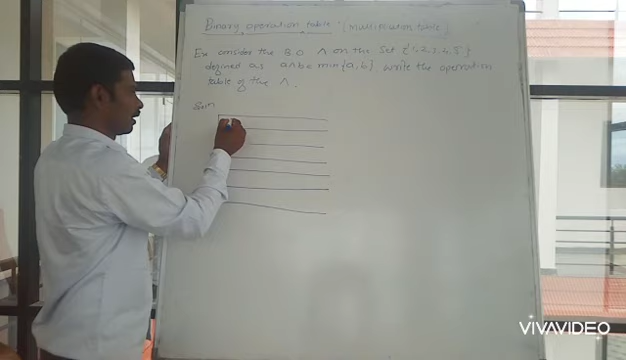 Binary operation table [Multiplication table]
Ex consider the B O Λ on the set {1,2,3,4,5}
defined as aΛb = min{a,b} write the operation
table of the Λ.
Soln
VIVAVIDEO